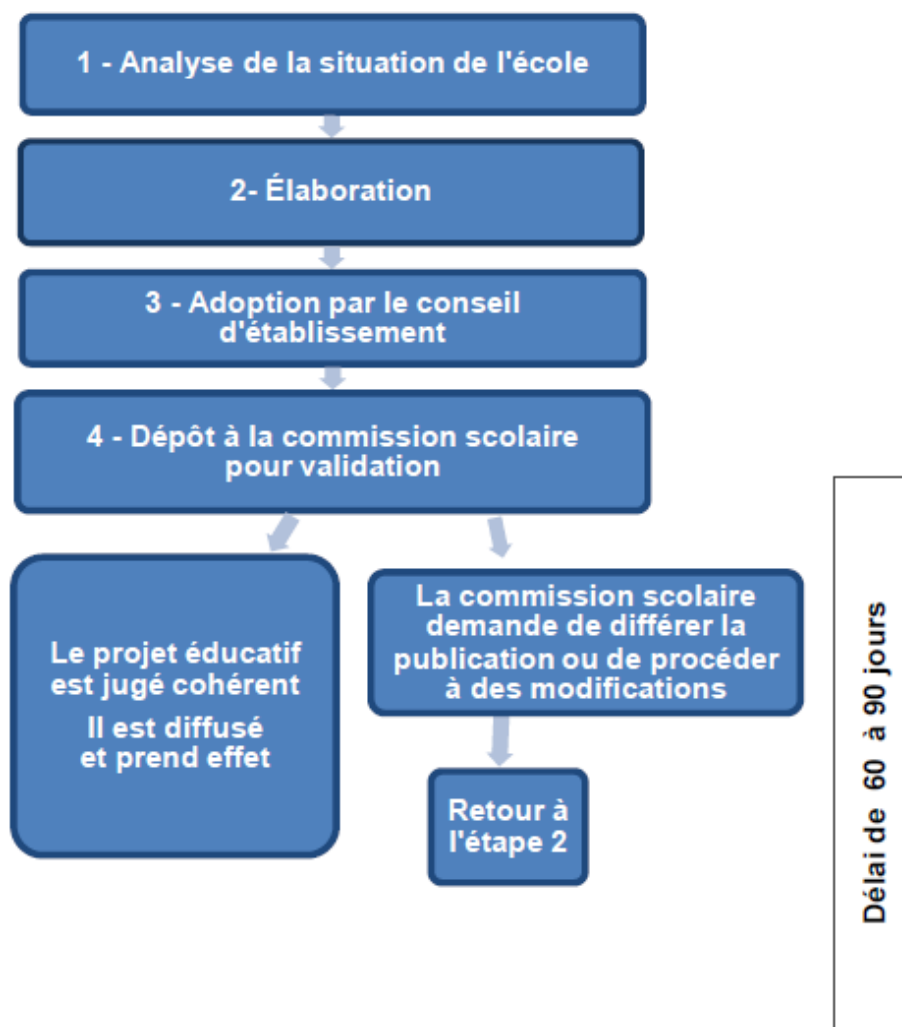 1 - Analyse de la situation de l'école
2- Élaboration
3 - Adoption par le conseil
d'établissement
4 - Dépôt à la commission scolaire
pour validation
Le projet éducatif
est jugé cohérent
Il est diffusé
et prend effet
La commission scolaire
demande de différer la
publication ou de procéder
à des modifications
Retour à
l'étape 2
Délai de 60 à 90 jours